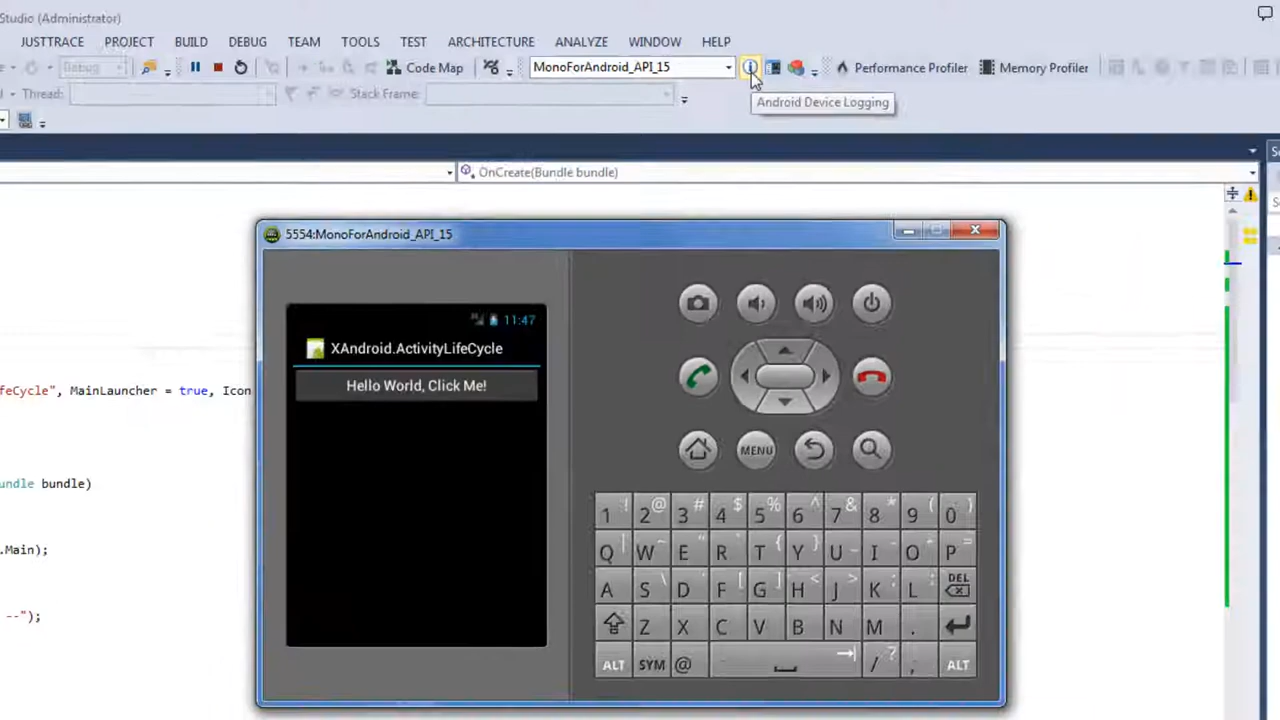 Studio (Administrator)
JUSTTRACE PROJECT BUILD DEBUG TEAM TOOLS TEST ARCHITECTURE ANALYZE WINDOW HELP
Debug Code Map MonoForAndroid_API_15 Performance Profiler Memory Profiler
Thread: Stack Frame:
Android Device Logging
OnCreate(Bundle bundle)
5554:MonoForAndroid_API_15
11:47
XAndroid.ActivityLifeCycle
Hello World, Click Me!
feCycle", MainLauncher = true, Icon
undle bundle)
.Main);
--");
MENU
1 ! 2 @ 3 # 4 $ 5 % 6 ^ 7 & 8 * 9 ( 0 )
Q | W ~ E " R ` T { Y } U _ I - O + P =
A S \ D ' F [ G ] H < J > K ; L : DEL
Z X C V B N M .
ALT SYM @ / ? , ALT